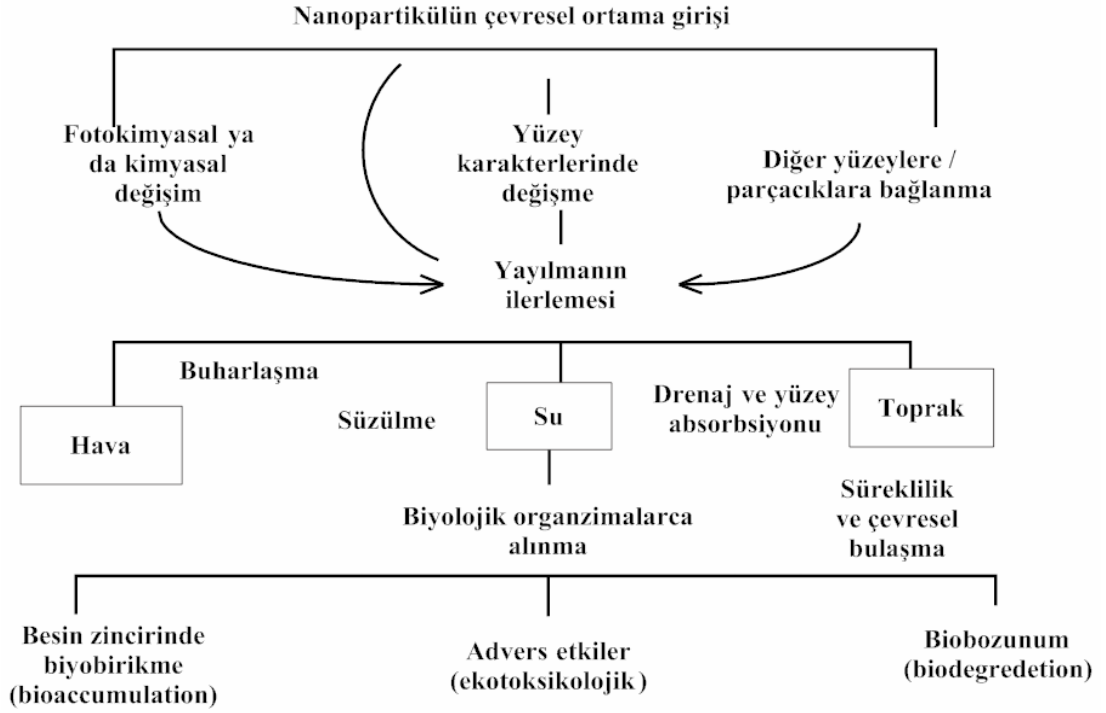 Nanopartikülün çevresel ortama girişi
Fotokimyasal ya
da kimyasal
değişim
Yüzey
karakterlerinde
değişme
Diğer yüzeylere /
parçacıklara bağlanma
Yayılmanın
ilerlemesi
Buharlaşma
Süzülme
Drenaj ve yüzey
absorbsiyonu
Hava
Su
Toprak
Biyolojik organzimalarca
alınma
Süreklilik
ve çevresel
bulaşma
Besin zincirinde
biyobirikme
(bioaccumulation)
Advers etkiler
(ekotoksikolojik)
Biobozunum
(biodegredetion)